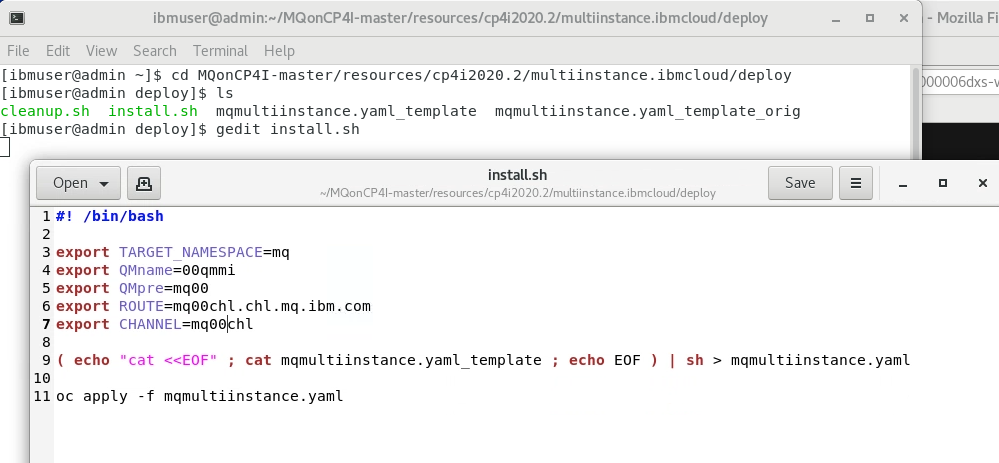 ibmuser@admin:~/MQonCP4I-master/resources/cp4i2020.2/multiinstance.ibmcloud/deploy
- Mozilla Fi
File Edit View Search Terminal Help
[ibmuser@admin ~]$ cd MQonCP4I-master/resources/cp4i2020.2/multiinstance.ibmcloud/deploy
000006dxs-w
[ibmuser@admin deploy]$ ls
cleanup.sh install.sh mqmultiinstance.yaml_template mqmultiinstance.yaml_template_orig
[ibmuser@admin deploy]$ gedit install.sh
Open
install.sh
~/MQonCP4I-master/resources/cp4i2020.2/multiinstance.ibmcloud/deploy
Save
1 #! /bin/bash
2
3 export TARGET_NAMESPACE=mq
4 export QMname=00qmmi
5 export QMpre=mq00
6 export ROUTE=mq00chl.chl.mq.ibm.com
7 export CHANNEL=mq00chl
8
9 ( echo "cat <<EOF" ; cat mqmultiinstance.yaml_template ; echo EOF ) | sh > mqmultiinstance.yaml
10
11 oc apply -f mqmultiinstance.yaml